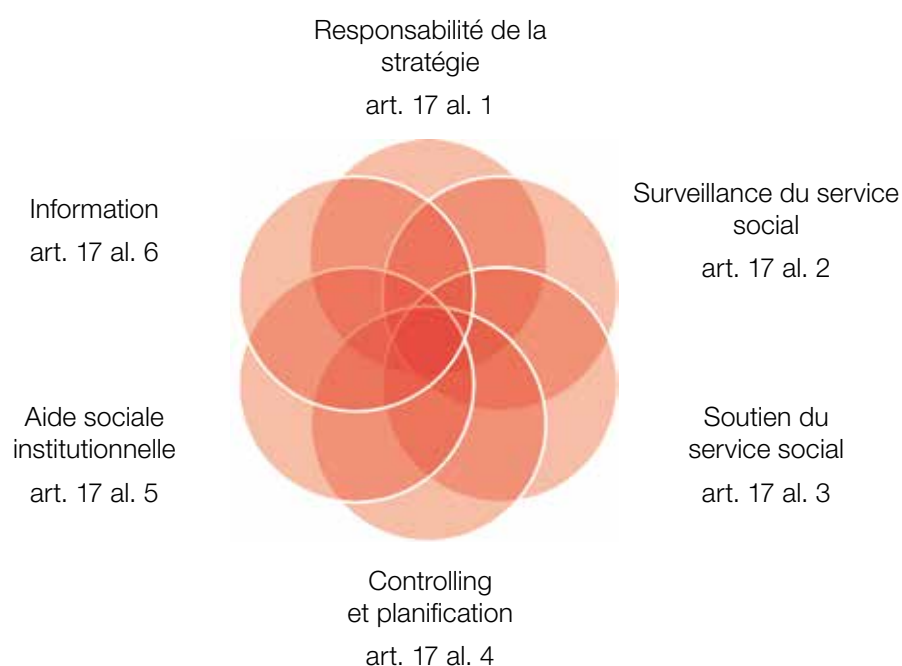 Responsabilité de la
stratégie
art. 17 al. 1
Surveillance du service
social
art. 17 al. 2
Soutien du
service social
art. 17 al. 3
Controlling
et planification
art. 17 al. 4
Aide sociale
institutionnelle
art. 17 al. 5
Information
art. 17 al. 6